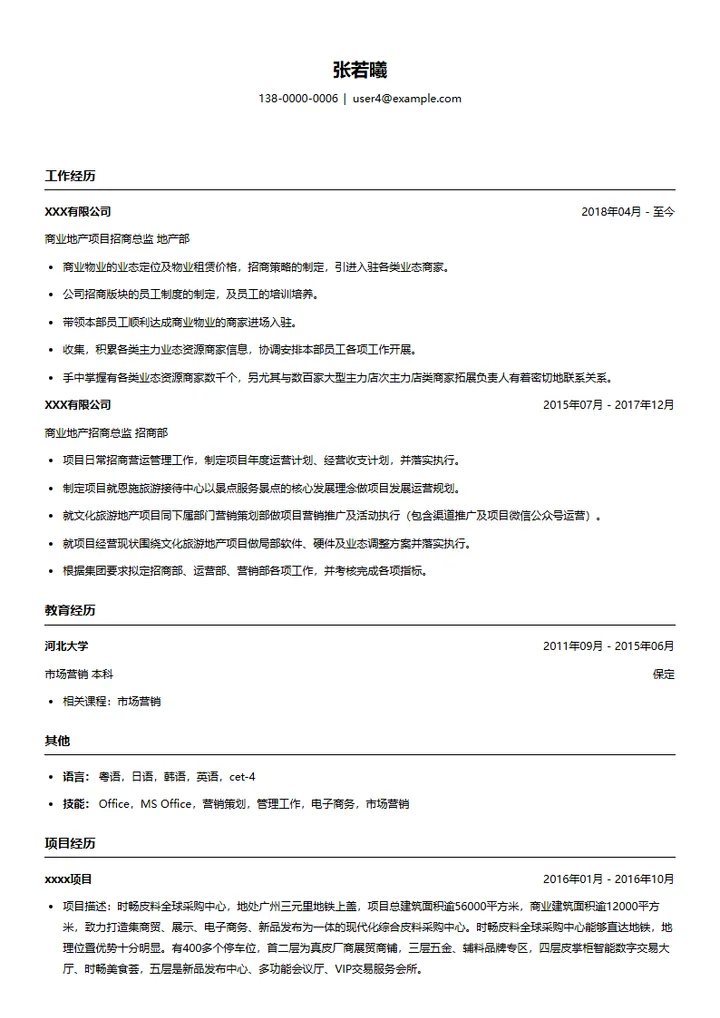 张若曦
138-0000-0006 | user4@example.com
工作经历
XXX有限公司 2018年04月 - 至今
商业地产项目招商总监 地产部
• 商业物业的业态定位及物业租赁价格，招商策略的制定，引进入驻各类业态商家。
• 公司招商版块的员工制度的制定，及员工的培训培养。
• 带领本部员工顺利达成商业物业的商家进场入驻。
• 收集，积累各类主力业态资源商家信息，协调安排本部员工各项工作开展。
• 手中掌握有各类业态资源商家数千个，另尤其与数百家大型主力店次主力店类商家拓展负责人有着密切地联系关系。
XXX有限公司 2015年07月 - 2017年12月
商业地产招商总监 招商部
• 项目日常招商营运管理工作，制定项目年度运营计划、经营收支计划，并落实执行。
• 制定项目就恩施旅游接待中心以景点服务景点的核心发展理念做项目发展运营规划。
• 就文化旅游地产项目同下属部门营销策划部做项目营销推广及活动执行（包含渠道推广及项目微信公众号运营）。
• 就项目经营现状围绕文化旅游地产项目做局部软件、硬件及业态调整方案并落实执行。
• 根据集团要求拟定招商部、运营部、营销部各项工作，并考核完成各项指标。
教育经历
河北大学 2011年09月 - 2015年06月
市场营销 本科 保定
• 相关课程：市场营销
其他
• 语言： 粤语，日语，韩语，英语，cet-4
• 技能： Office，MS Office，营销策划，管理工作，电子商务，市场营销
项目经历
xxxx项目 2016年01月 - 2016年10月
• 项目描述：时畅皮料全球采购中心，地处广州三元里地铁上盖，项目总建筑面积逾56000平方米，商业建筑面积逾12000平方
米，致力打造集商贸、展示、电子商务、新品发布为一体的现代化综合皮料采购中心。时畅皮料全球采购中心能够直达地铁，地
理位置优势十分明显。有400多个停车位，首二层为真皮厂商展贸商铺，三层五金、辅料品牌专区，四层皮掌柜智能数字交易大
厅、时畅美食荟，五层是新品发布中心、多功能会议厅、VIP交易服务会所。